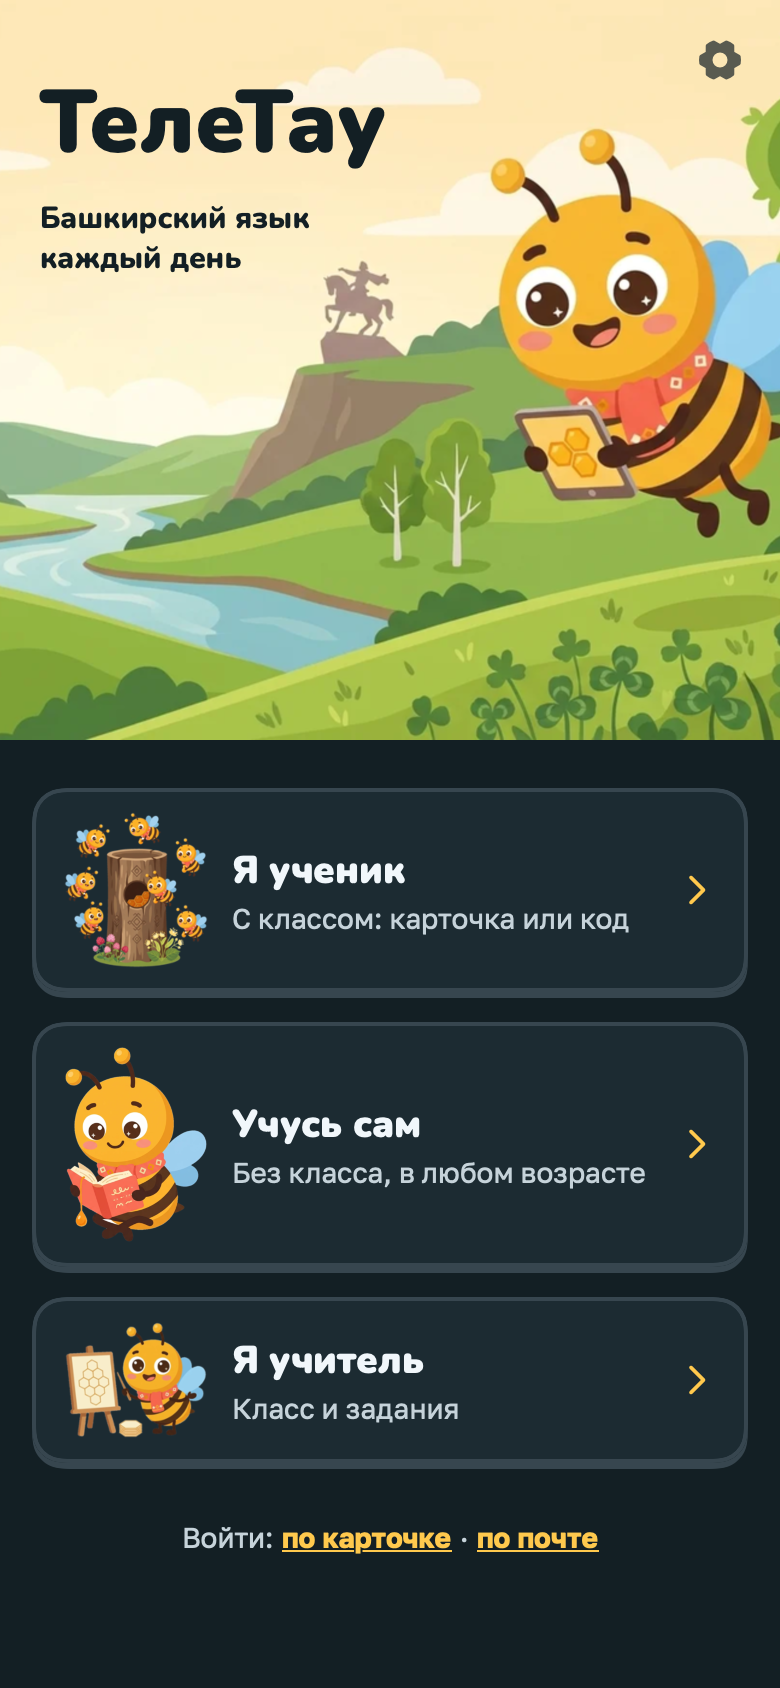 ТелеТау
Башкирский язык
каждый день
Я ученик
С классом: карточка или код
Учусь сам
Без класса, в любом возрасте
Я учитель
Класс и задания
Войти: по карточке · по почте